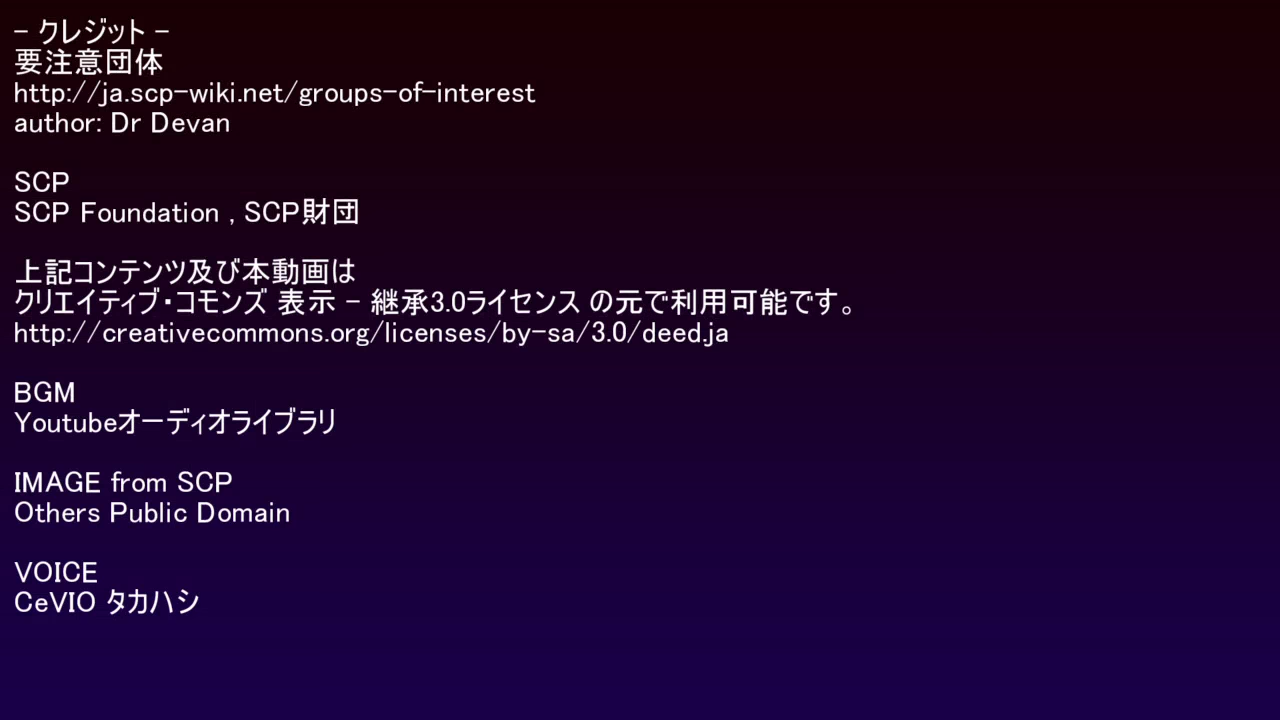 - クレジット -
要注意団体
http://ja.scp-wiki.net/groups-of-interest
author: Dr Devan
SCP
SCP Foundation , SCP財団
上記コンテンツ及び本動画は
クリエイティブ・コモンズ 表示 - 継承3.0ライセンス の元で利用可能です。
http://creativecommons.org/licenses/by-sa/3.0/deed.ja
BGM
Youtubeオーディオライブラリ
IMAGE from SCP
Others Public Domain
VOICE
CeVIO タカハシ